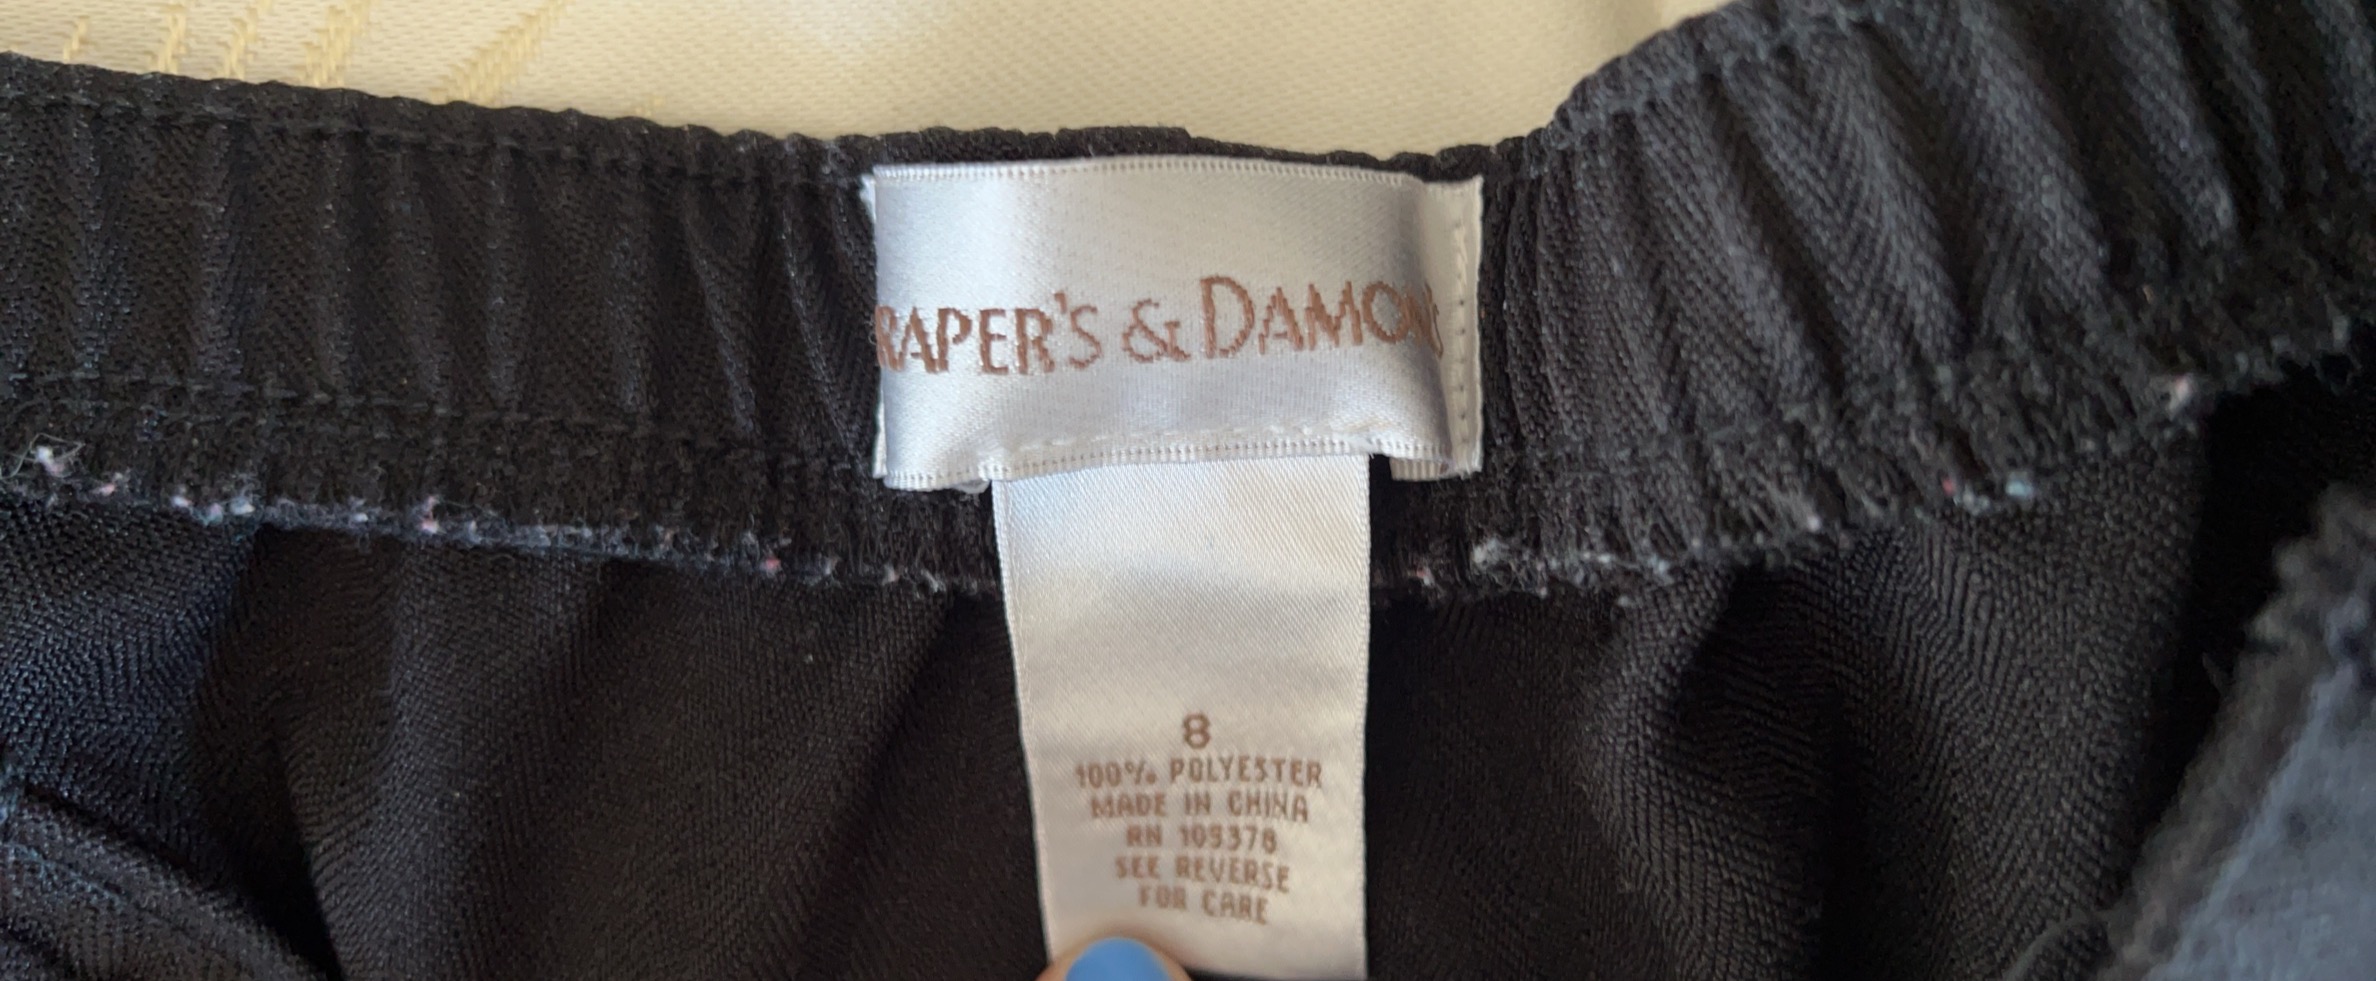 RAPER'S & DAMON
8
100% POLYESTER
MADE IN CHINA
RN 109378
SEE REVERSE
FOR CARE